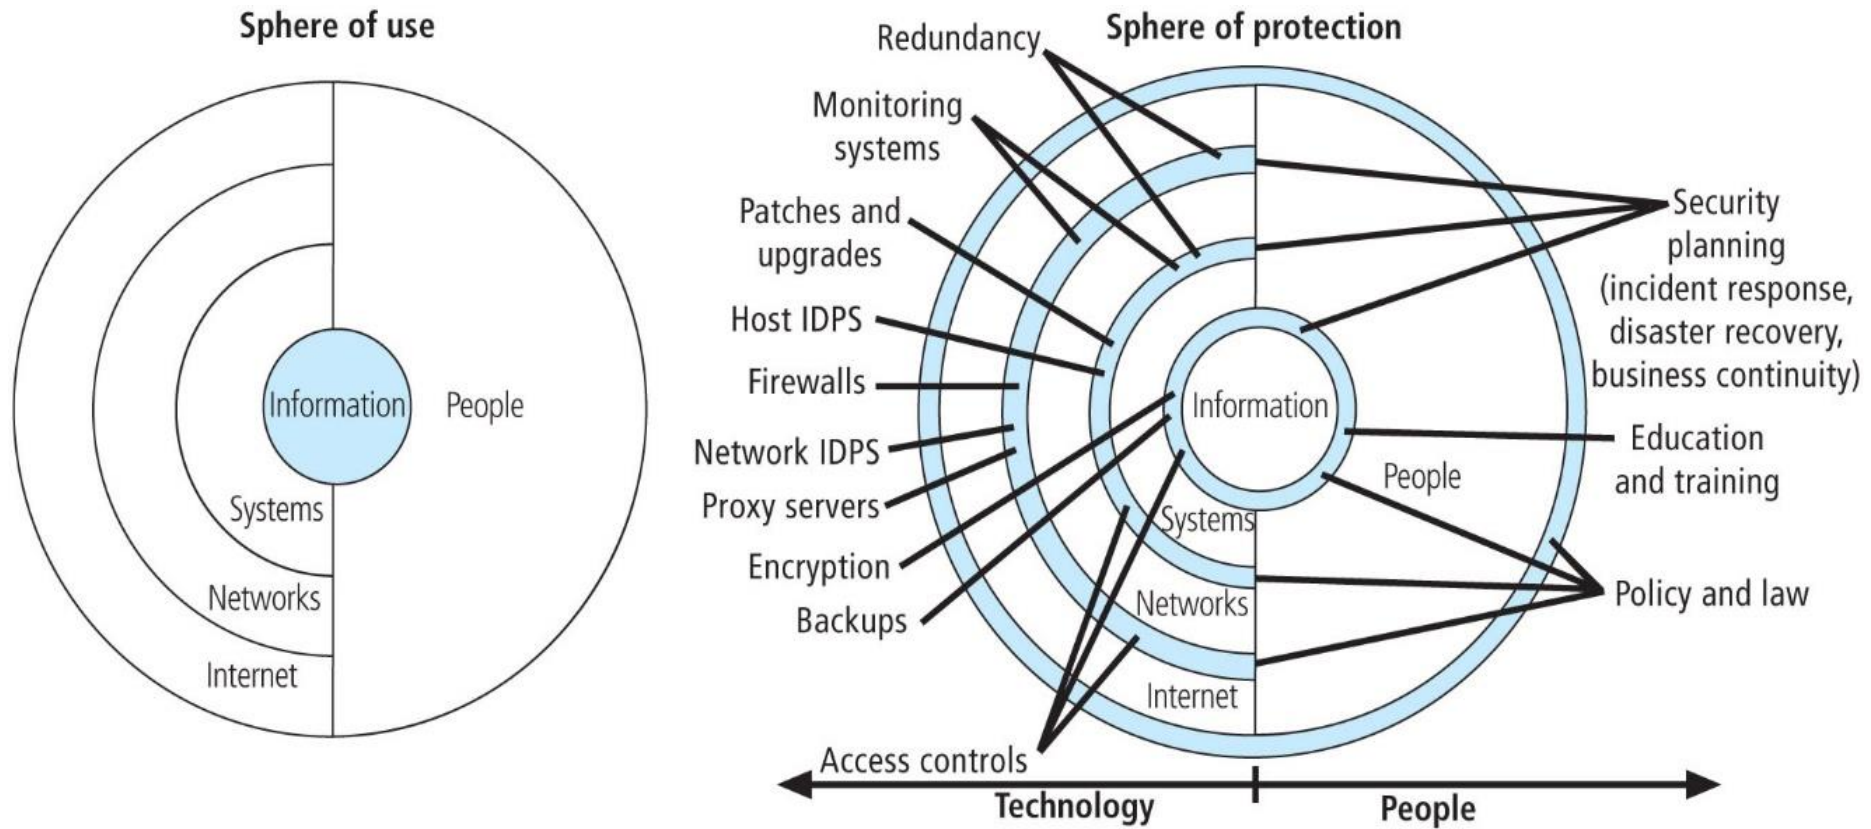 Sphere of use
Information
People
Systems
Networks
Internet
Sphere of protection
Redundancy
Monitoring
systems
Patches and
upgrades
Host IDPS
Firewalls
Network IDPS
Proxy servers
Encryption
Backups
Access controls
Information
People
Systems
Networks
Internet
Security
planning
(incident response,
disaster recovery,
business continuity)
Education
and training
Policy and law
Technology
People